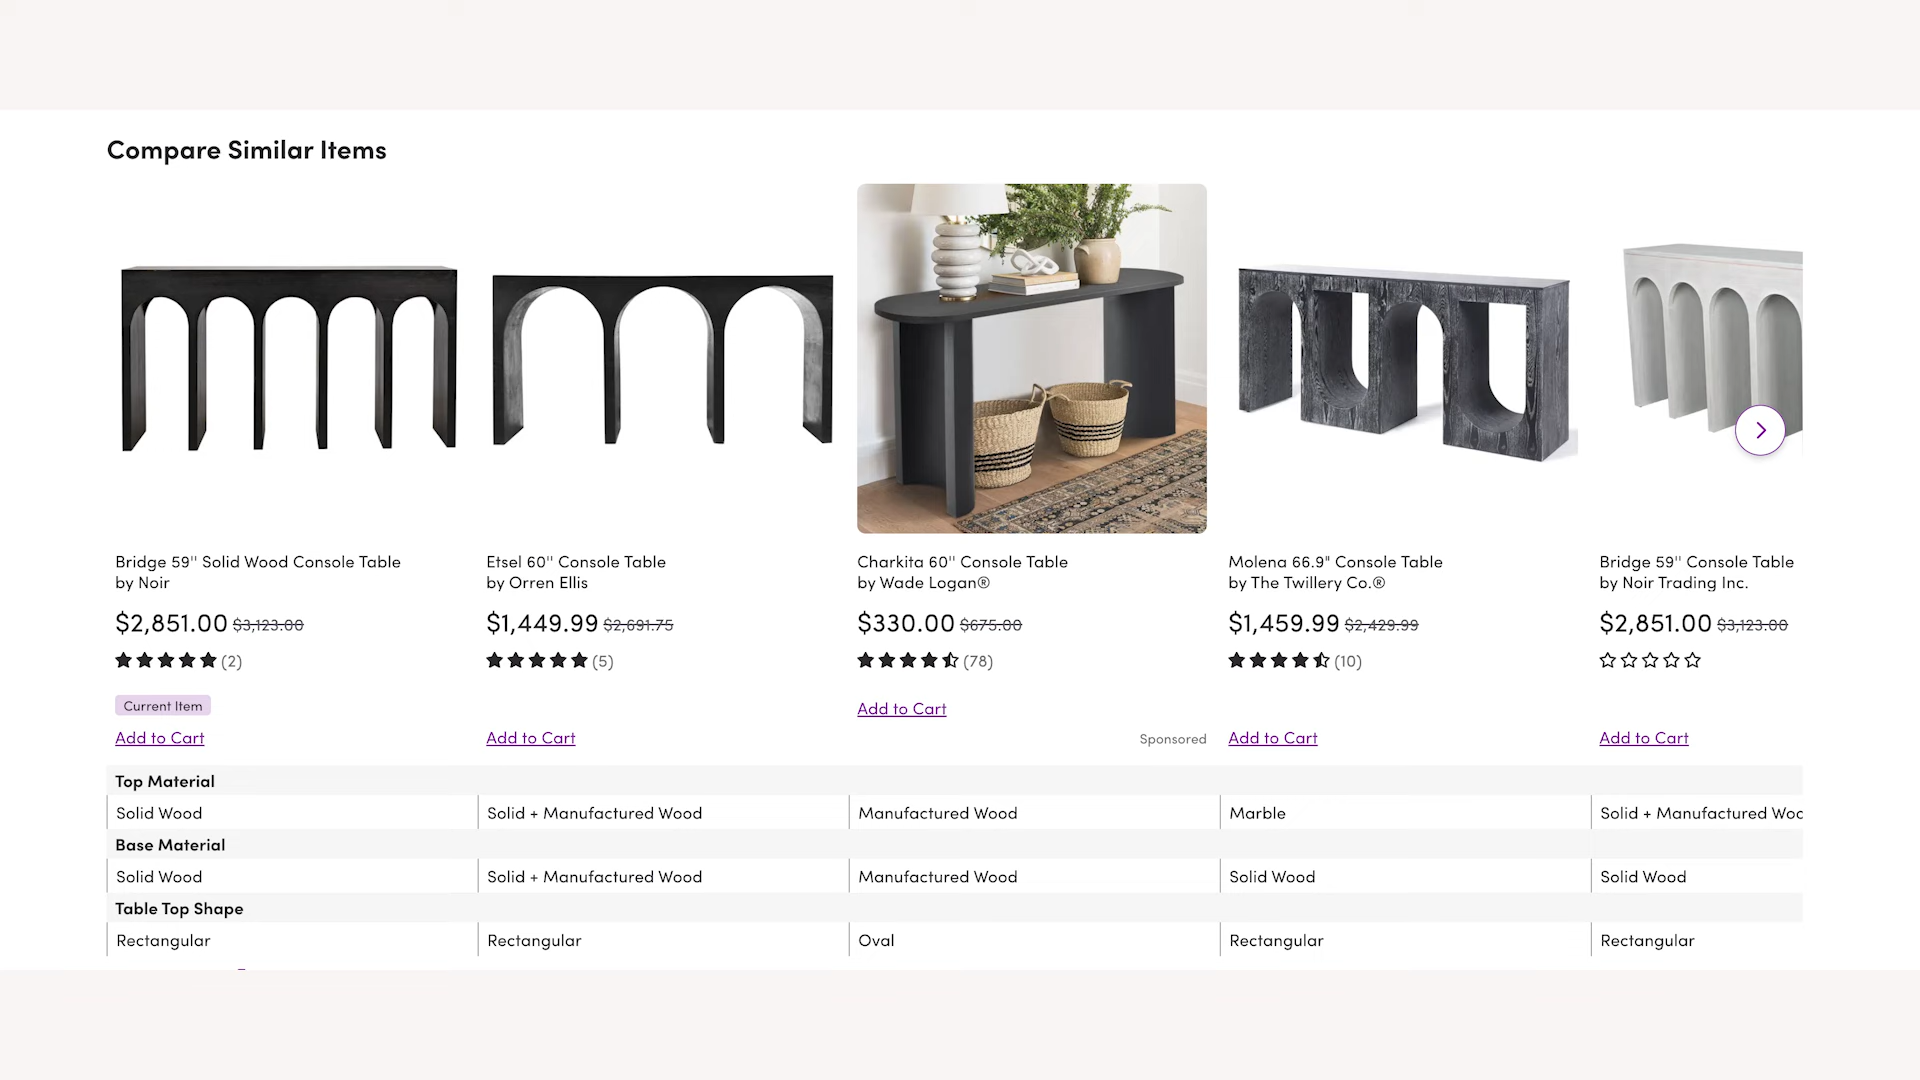 Compare Similar Items
Bridge 59'' Solid Wood Console Table
by Noir
$2,851.00 $3,123.00
(2)
Current Item
Add to Cart
Etsel 60'' Console Table
by Orren Ellis
$1,449.99 $2,691.75
(5)
Add to Cart
Charkita 60'' Console Table
by Wade Logan®
$330.00 $675.00
(78)
Add to Cart
Sponsored
Molena 66.9" Console Table
by The Twillery Co.®
$1,459.99 $2,429.99
(10)
Add to Cart
Bridge 59'' Console Table
by Noir Trading Inc.
$2,851.00 $3,123.00
Add to Cart
Top Material
Solid Wood
Solid + Manufactured Wood
Manufactured Wood
Marble
Solid + Manufactured Woo
Base Material
Solid Wood
Solid + Manufactured Wood
Manufactured Wood
Solid Wood
Solid Wood
Table Top Shape
Rectangular
Rectangular
Oval
Rectangular
Rectangular